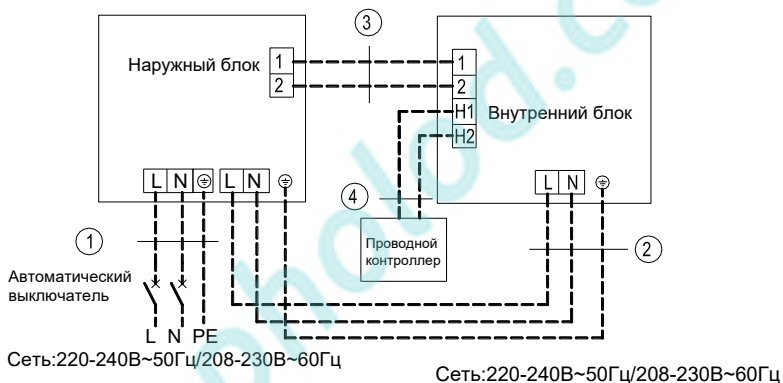 3
Наружный блок
1
2
1
2
H1
H2
Внутренний блок
L N
L N
L N
4
1
2
Проводной
контроллер
Автоматический
выключатель
L N PE
Сеть:220-240В~50Гц/208-230В~60Гц
Сеть:220-240В~50Гц/208-230В~60Гц
pholod.c